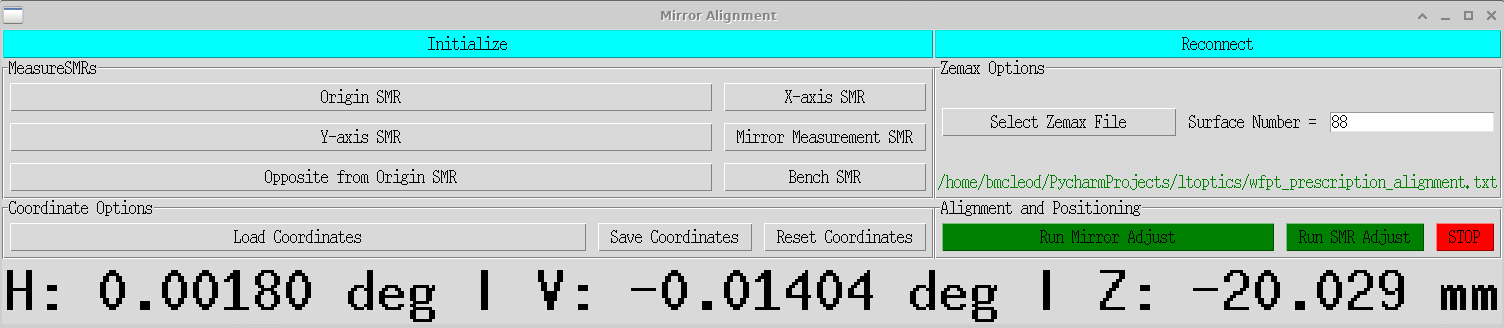 Mirror Alignment
Initialize Reconnect
MeasureSMRs Zemax Options
Origin SMR X-axis SMR
Select Zemax File Surface Number = 88
Y-axis SMR Mirror Measurement SMR
Opposite from Origin SMR Bench SMR
/home/bmcleod/PycharmProjects/ltoptics/wfpt_prescription_alignment.txt
Coordinate Options Alignment and Positioning
Load Coordinates Save Coordinates Reset Coordinates Run Mirror Adjust Run SMR Adjust STOP
H: 0.00180 deg | V: -0.01404 deg | Z: -20.029 mm